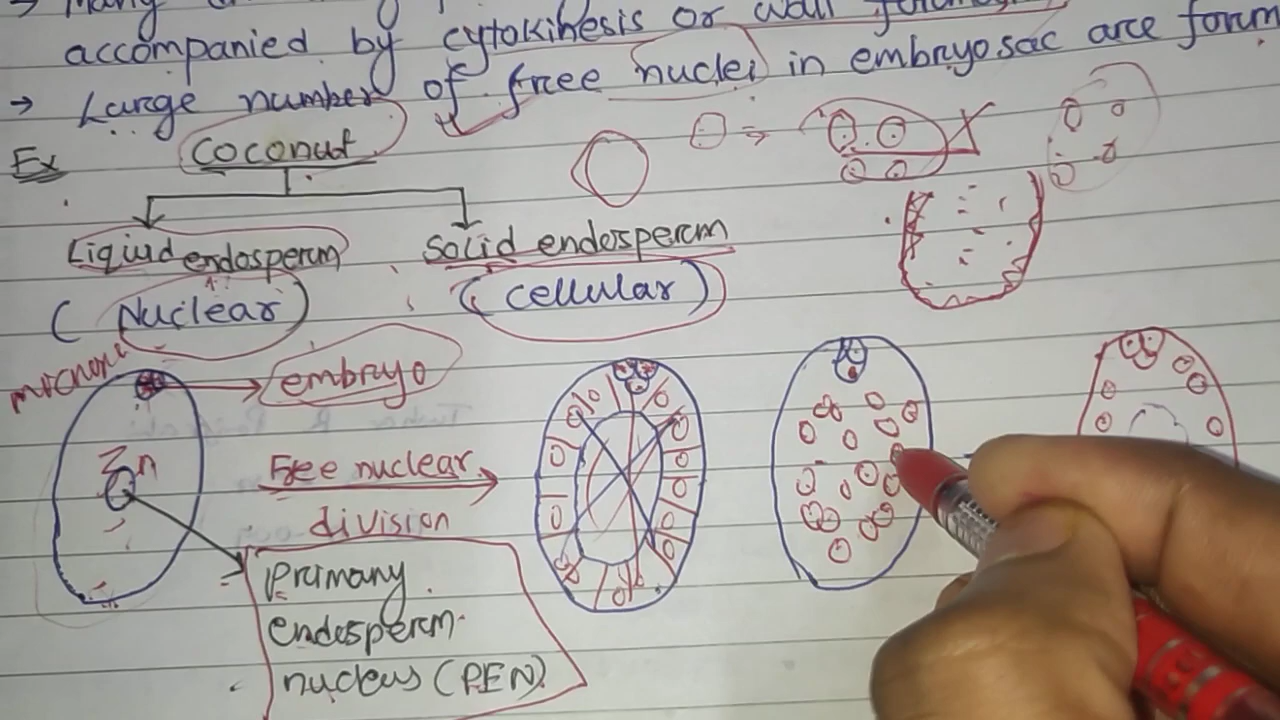 → Many
accompanied by cytokinesis or wall
→ Large number of free nuclei in embryosac are form
Ex Coconut
Liquid endosperm Solid endosperm
(Nuclear) (Cellular)
embryo
3n
Free nuclear
division
Primary
endosperm
nucleus (PEN)